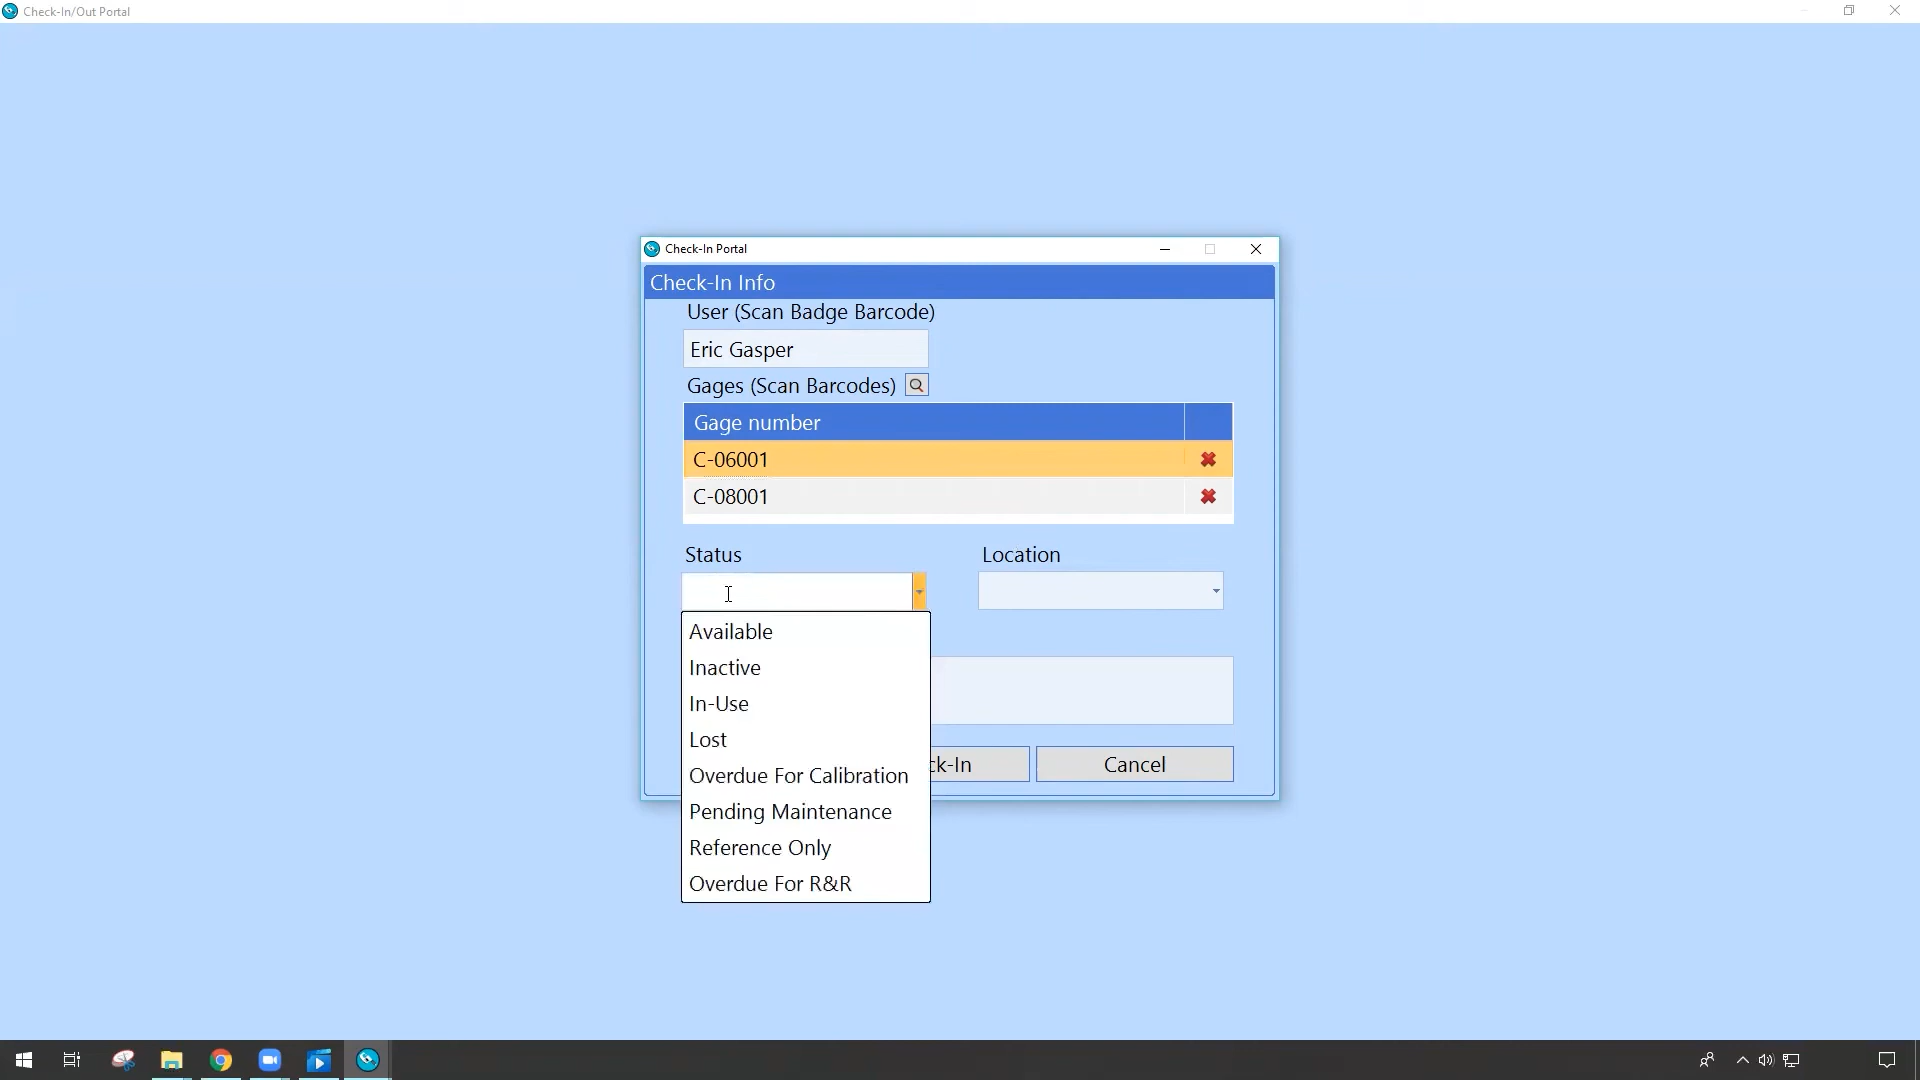 Check-In/Out Portal
Check-In Portal
Check-In Info
User (Scan Badge Barcode)
Eric Gasper
Gages (Scan Barcodes)
Gage number
C-06001
C-08001
Status
Location
Available
Inactive
In-Use
Lost
Overdue For Calibration
Pending Maintenance
Reference Only
Overdue For R&R
ck-In
Cancel